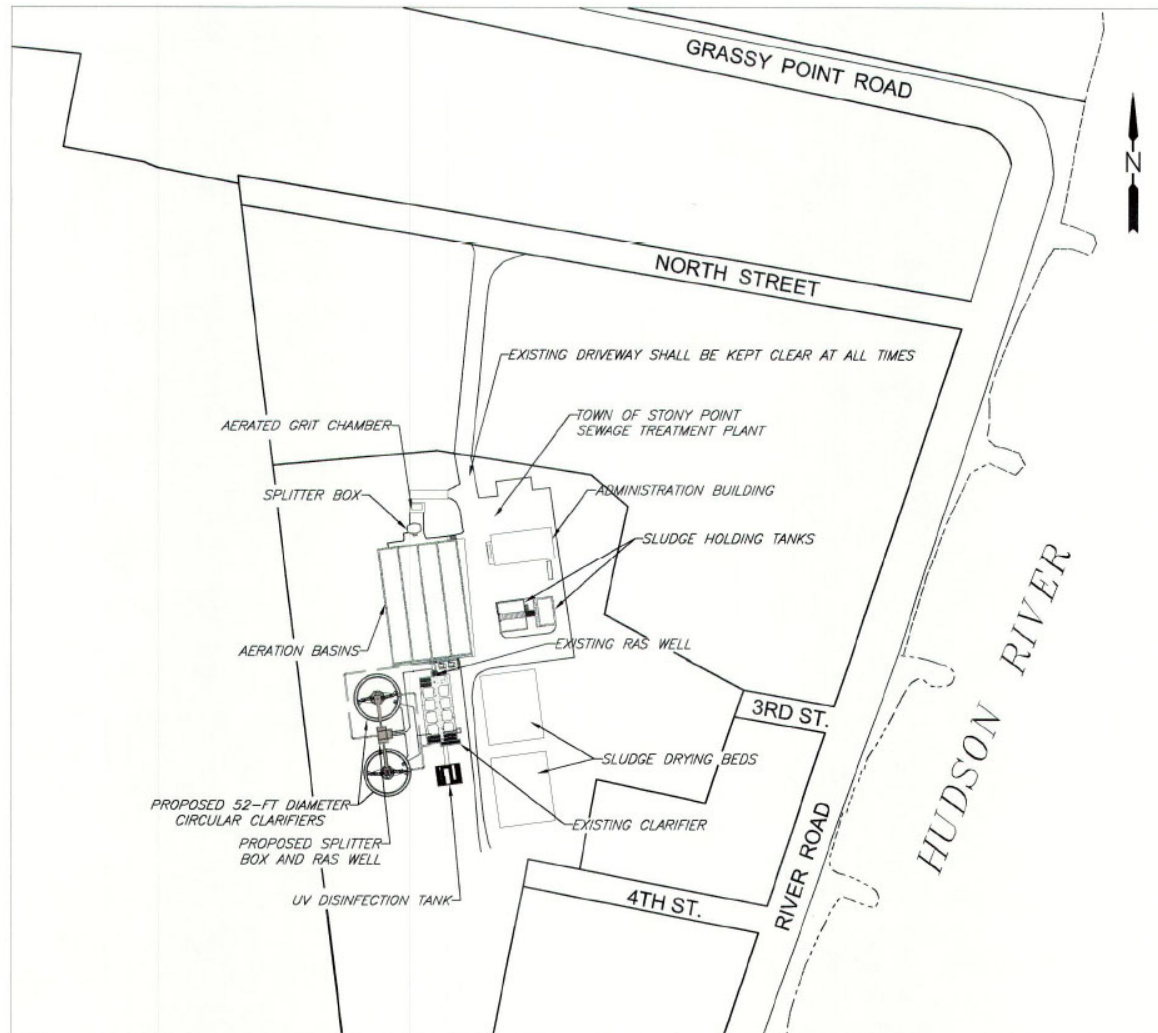 GRASSY POINT ROAD
N
NORTH STREET
EXISTING DRIVEWAY SHALL BE KEPT CLEAR AT ALL TIMES
AERATED GRIT CHAMBER
TOWN OF STONY POINT
SEWAGE TREATMENT PLANT
SPLITTER BOX
ADMINISTRATION BUILDING
SLUDGE HOLDING TANKS
AERATION BASINS
EXISTING RAS WELL
HUDSON RIVER
3RD ST.
SLUDGE DRYING BEDS
PROPOSED 52-FT DIAMETER
CIRCULAR CLARIFIERS
EXISTING CLARIFIER
PROPOSED SPLITTER
BOX AND RAS WELL
RIVER ROAD
UV DISINFECTION TANK
4TH ST.